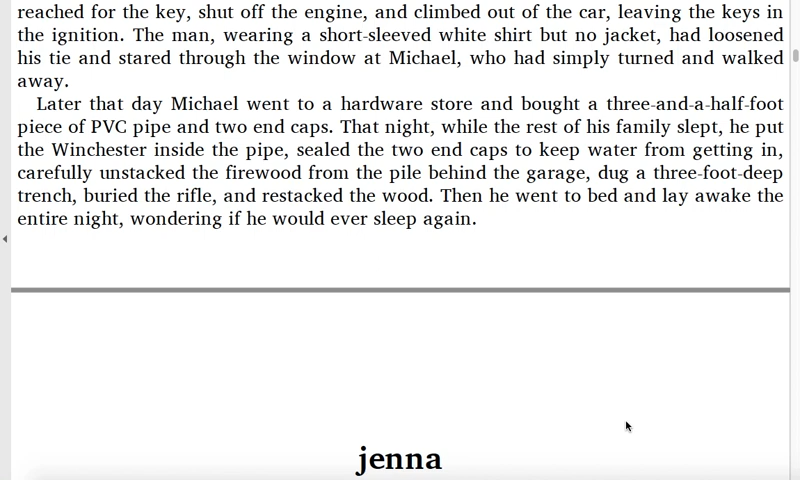 reached for the key, shut off the engine, and climbed out of the car, leaving the keys in
the ignition. The man, wearing a short-sleeved white shirt but no jacket, had loosened
his tie and stared through the window at Michael, who had simply turned and walked
away.
Later that day Michael went to a hardware store and bought a three-and-a-half-foot
piece of PVC pipe and two end caps. That night, while the rest of his family slept, he put
the Winchester inside the pipe, sealed the two end caps to keep water from getting in,
carefully unstacked the firewood from the pile behind the garage, dug a three-foot-deep
trench, buried the rifle, and restacked the wood. Then he went to bed and lay awake the
entire night, wondering if he would ever sleep again.
jenna